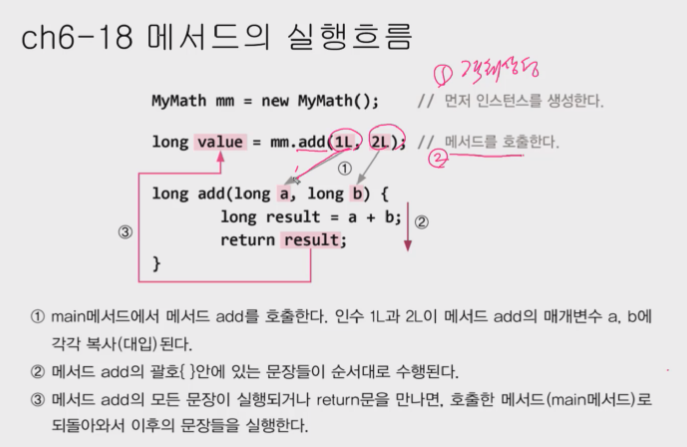 ch6-18 메서드의 실행흐름
① 객체생성
MyMath mm = new MyMath(); // 먼저 인스턴스를 생성한다.
long value = mm.add(1L, 2L); // 메서드를 호출한다.
②
①
long add(long a, long b) {
long result = a + b;
②
③
return result;
}
① main메서드에서 메서드 add를 호출한다. 인수 1L과 2L이 메서드 add의 매개변수 a, b에
각각 복사(대입)된다.
② 메서드 add의 괄호{ }안에 있는 문장들이 순서대로 수행된다.
③ 메서드 add의 모든 문장이 실행되거나 return문을 만나면, 호출한 메서드(main메서드)로
되돌아와서 이후의 문장들을 실행한다.